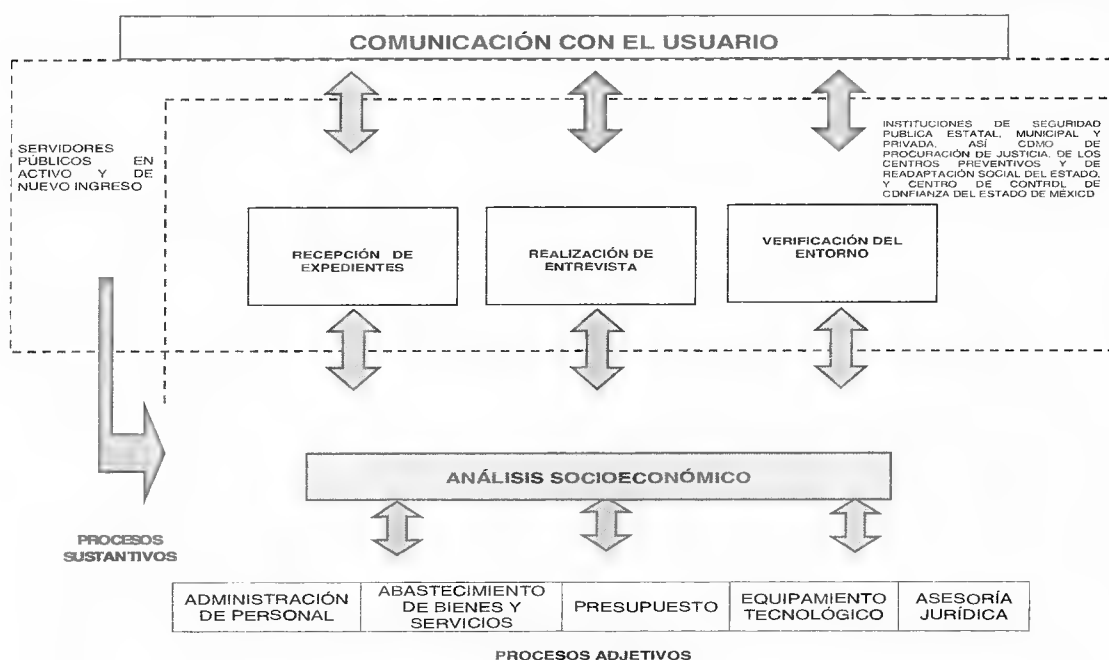 COMUNICACIÓN CON EL USUARIO
SERVIDORES
PÚBLICOS EN
ACTIVO Y DE
NUEVO INGRESO
INSTITUCIONES DE SEGURIDAD
PUBLICA ESTATAL, MUNICIPAL Y
PRIVADA, ASÍ COMO DE
PROCURACIÓN DE JUSTICIA, DE LOS
CENTROS PREVENTIVOS Y DE
READAPTACIÓN SOCIAL DEL ESTADO,
Y CENTRO DE CONTROL DE
CONFIANZA DEL ESTADO DE MÉXICO
RECEPCIÓN DE
EXPEDIENTES
REALIZACIÓN DE
ENTREVISTA
VERIFICACIÓN DEL
ENTORNO
ANÁLISIS SOCIOECONÓMICO
PROCESOS
SUSTANTIVOS
ADMINISTRACIÓN
DE PERSONAL
ABASTECIMIENTO
DE BIENES Y
SERVICIOS
PRESUPUESTO
EQUIPAMIENTO
TECNOLÓGICO
ASESORÍA
JURÍDICA
PROCESOS ADJETIVOS